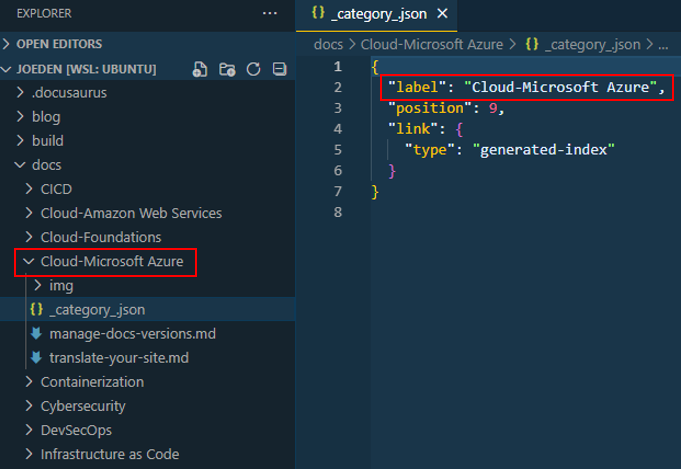 EXPLORER
OPEN EDITORS
JOEDEN [WSL: UBUNTU]
.docusaurus
blog
build
docs
CICD
Cloud-Amazon Web Services
Cloud-Foundations
Cloud-Microsoft Azure
img
{} _category_.json
manage-docs-versions.md
translate-your-site.md
Containerization
Cybersecurity
DevSecOps
Infrastructure as Code
{} _category_.json ×
docs > Cloud-Microsoft Azure > {} _category_.json > ...
1 {
2 "label": "Cloud-Microsoft Azure",
3 "position": 9,
4 "link": {
5 "type": "generated-index"
6 }
7 }
8